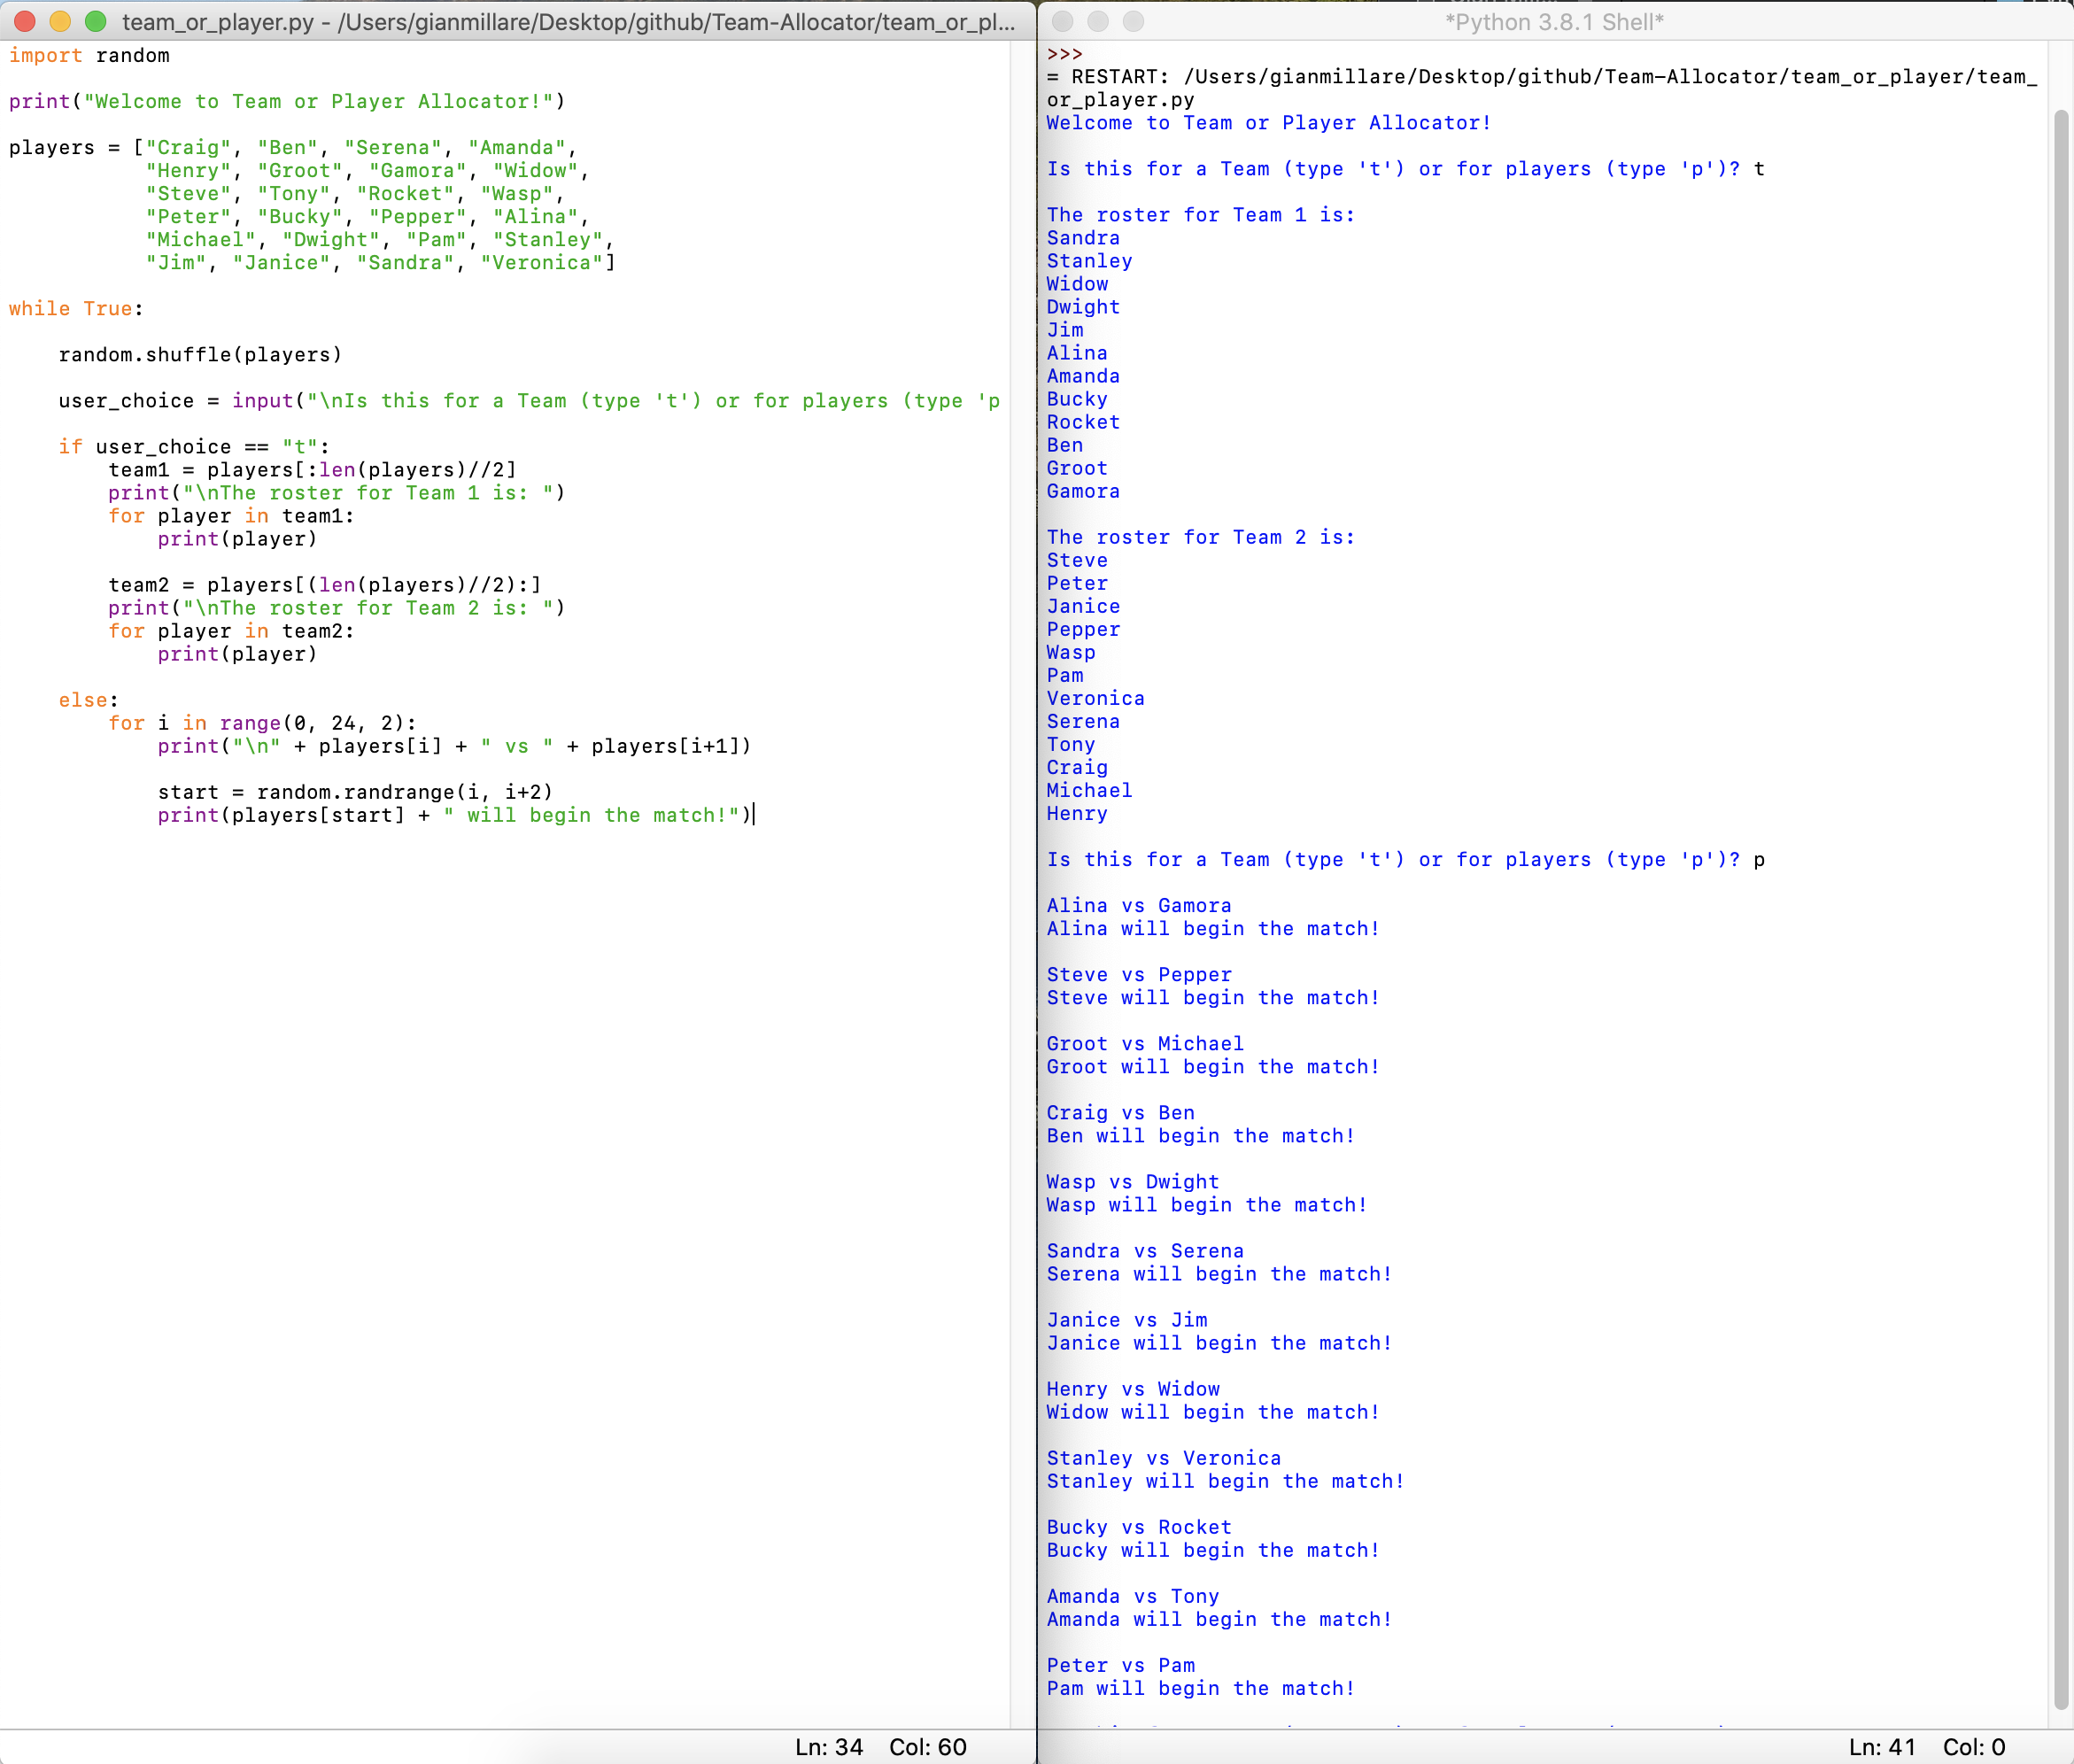 team_or_player.py - /Users/gianmillare/Desktop/github/Team-Allocator/team_or_pl...
import random
print("Welcome to Team or Player Allocator!")
players = ["Craig", "Ben", "Serena", "Amanda",
"Henry", "Groot", "Gamora", "Widow",
"Steve", "Tony", "Rocket", "Wasp",
"Peter", "Bucky", "Pepper", "Alina",
"Michael", "Dwight", "Pam", "Stanley",
"Jim", "Janice", "Sandra", "Veronica"]
while True:
random.shuffle(players)
user_choice = input("\nIs this for a Team (type 't') or for players (type 'p
if user_choice == "t":
team1 = players[:len(players)//2]
print("\nThe roster for Team 1 is: ")
for player in team1:
print(player)
team2 = players[(len(players)//2):]
print("\nThe roster for Team 2 is: ")
for player in team2:
print(player)
else:
for i in range(0, 24, 2):
print("\n" + players[i] + " vs " + players[i+1])
start = random.randrange(i, i+2)
print(players[start] + " will begin the match!")
Ln: 34 Col: 60
*Python 3.8.1 Shell*
>>>
= RESTART: /Users/gianmillare/Desktop/github/Team-Allocator/team_or_player/team_
or_player.py
Welcome to Team or Player Allocator!
Is this for a Team (type 't') or for players (type 'p')? t
The roster for Team 1 is:
Sandra
Stanley
Widow
Dwight
Jim
Alina
Amanda
Bucky
Rocket
Ben
Groot
Gamora
The roster for Team 2 is:
Steve
Peter
Janice
Pepper
Wasp
Pam
Veronica
Serena
Tony
Craig
Michael
Henry
Is this for a Team (type 't') or for players (type 'p')? p
Alina vs Gamora
Alina will begin the match!
Steve vs Pepper
Steve will begin the match!
Groot vs Michael
Groot will begin the match!
Craig vs Ben
Ben will begin the match!
Wasp vs Dwight
Wasp will begin the match!
Sandra vs Serena
Serena will begin the match!
Janice vs Jim
Janice will begin the match!
Henry vs Widow
Widow will begin the match!
Stanley vs Veronica
Stanley will begin the match!
Bucky vs Rocket
Bucky will begin the match!
Amanda vs Tony
Amanda will begin the match!
Peter vs Pam
Pam will begin the match!
Ln: 41 Col: 0